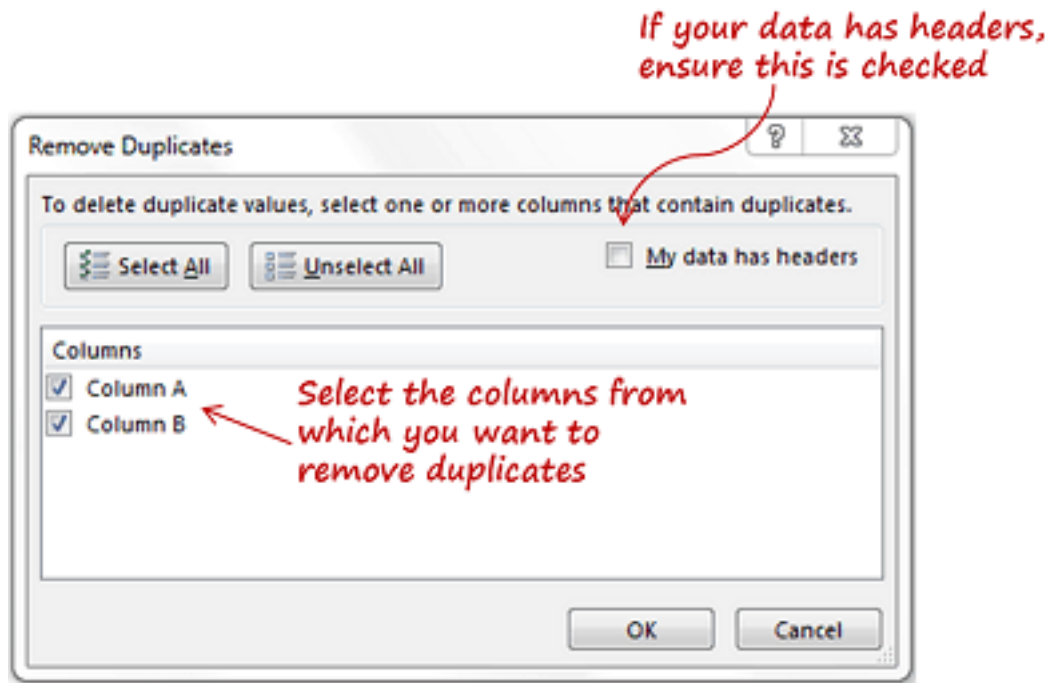 If your data has headers,
ensure this is checked
Remove Duplicates
To delete duplicate values, select one or more columns that contain duplicates.
Select All
Unselect All
My data has headers
Columns
Column A
Column B
Select the columns from
which you want to
remove duplicates
OK
Cancel